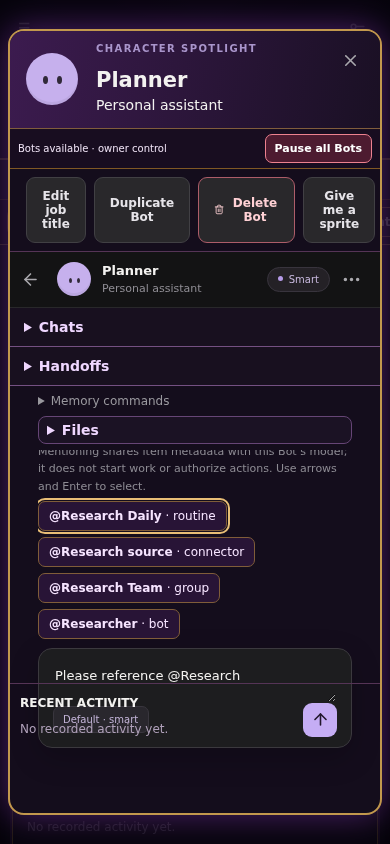 CHARACTER SPOTLIGHT
Planner
Personal assistant
Bots available · owner control
Pause all Bots
Edit job title
Duplicate Bot
Delete Bot
Give me a sprite
Planner
Personal assistant
Smart
Chats
Handoffs
Memory commands
Files
Mentioning shares item metadata with this Bot's model;
it does not start work or authorize actions. Use arrows
and Enter to select.
@Research Daily · routine
@Research source · connector
@Research Team · group
@Researcher · bot
Please reference @Research
RECENT ACTIVITY
Default · smart
No recorded activity yet.
No recorded activity yet.